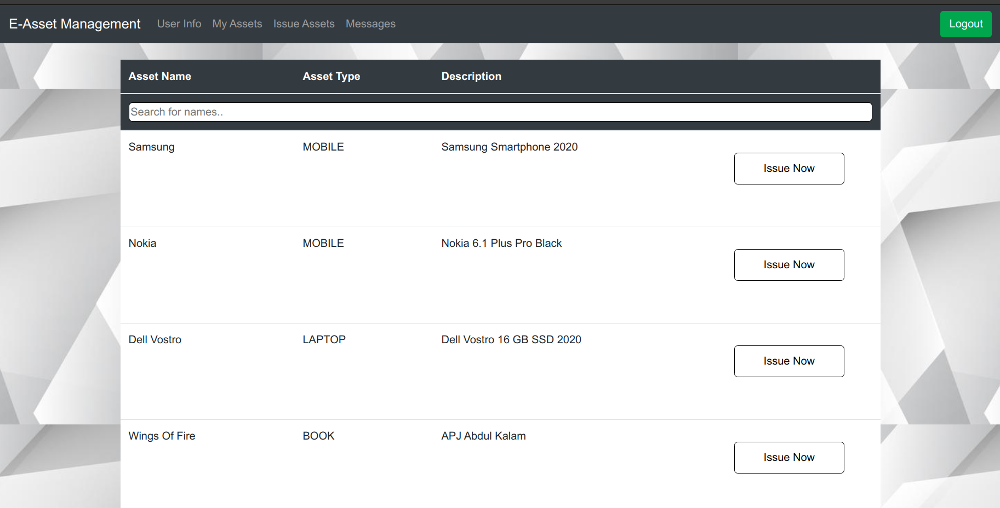 E-Asset Management User Info My Assets Issue Assets Messages Logout
Asset Name Asset Type Description
Search for names..
Samsung MOBILE Samsung Smartphone 2020
Issue Now
Nokia MOBILE Nokia 6.1 Plus Pro Black
Issue Now
Dell Vostro LAPTOP Dell Vostro 16 GB SSD 2020
Issue Now
Wings Of Fire BOOK APJ Abdul Kalam
Issue Now